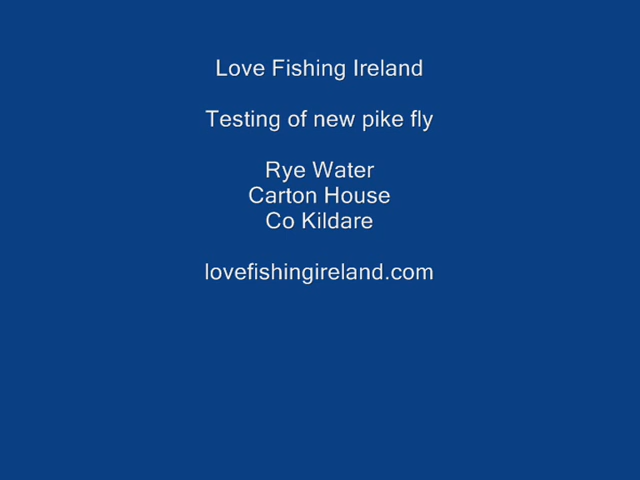 Love Fishing Ireland
Testing of new pike fly
Rye Water
Carton House
Co Kildare
lovefishingireland.com